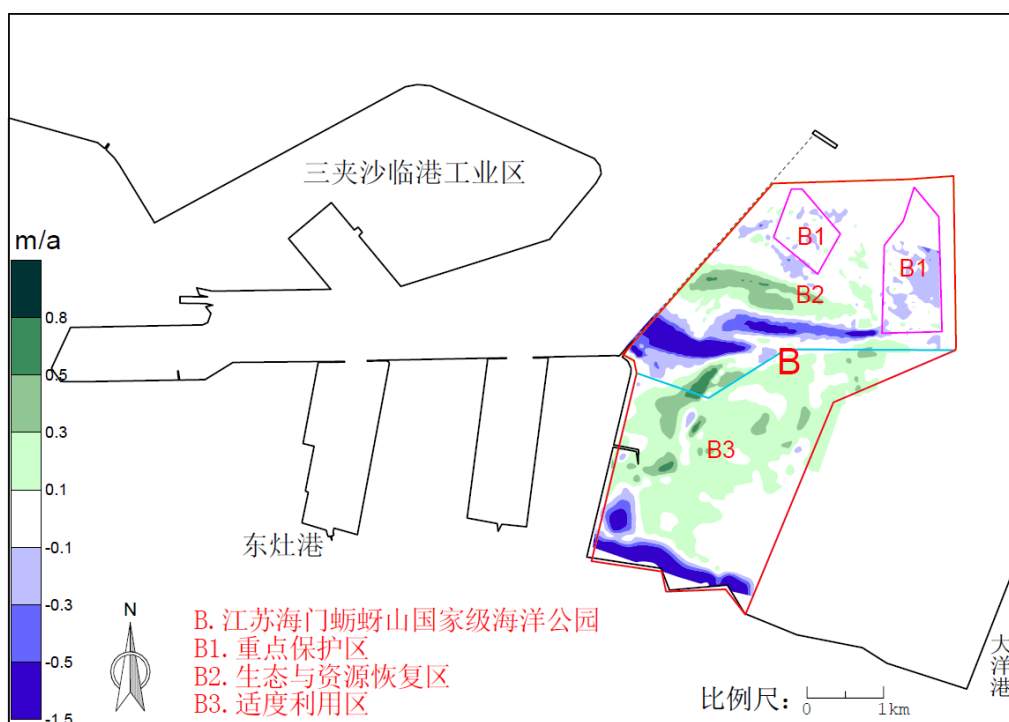 三夹沙临港工业区
m/a
0.8
0.5
0.3
0.1
-0.1
-0.3
-0.5
-1.5
B1
B1
B2
B
B3
东灶港
N
B. 江苏海门蛎蚜山国家级海洋公园
B1. 重点保护区
B2. 生态与资源恢复区
B3. 适度利用区
比例尺:
0 1km
大洋港